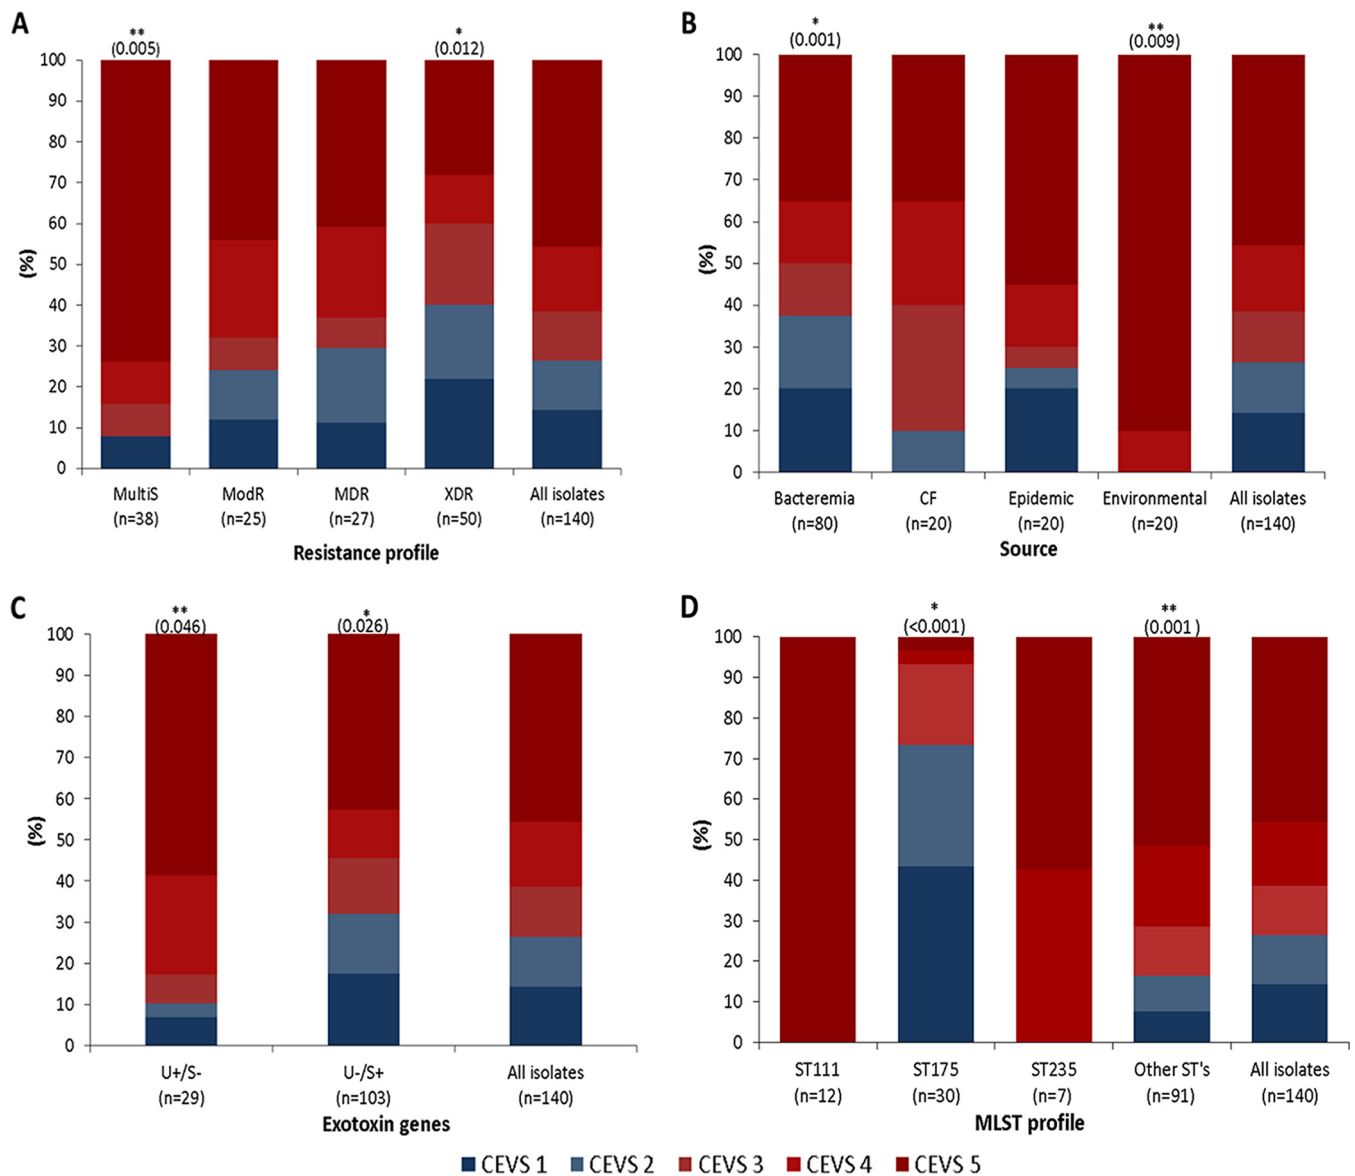 A
**
(0.005)
*
(0.012)
100
90
80
70
60
50
40
30
20
10
0
(%)
MultiS
(n=38)
ModR
(n=25)
MDR
(n=27)
XDR
(n=50)
All isolates
(n=140)
Resistance profile
B
*
(0.001)
**
(0.009)
100
90
80
70
60
50
40
30
20
10
0
(%)
Bacteremia
(n=80)
CF
(n=20)
Epidemic
(n=20)
Environmental
(n=20)
All isolates
(n=140)
Source
C
**
(0.046)
*
(0.026)
100
90
80
70
60
50
40
30
20
10
0
(%)
U+/S-
(n=29)
U-/S+
(n=103)
All isolates
(n=140)
Exotoxin genes
D
*
(<0.001)
**
(0.001 )
100
90
80
70
60
50
40
30
20
10
0
(%)
ST111
(n=12)
ST175
(n=30)
ST235
(n=7)
Other ST's
(n=91)
All isolates
(n=140)
MLST profile
CEVS 1 CEVS 2 CEVS 3 CEVS 4 CEVS 5